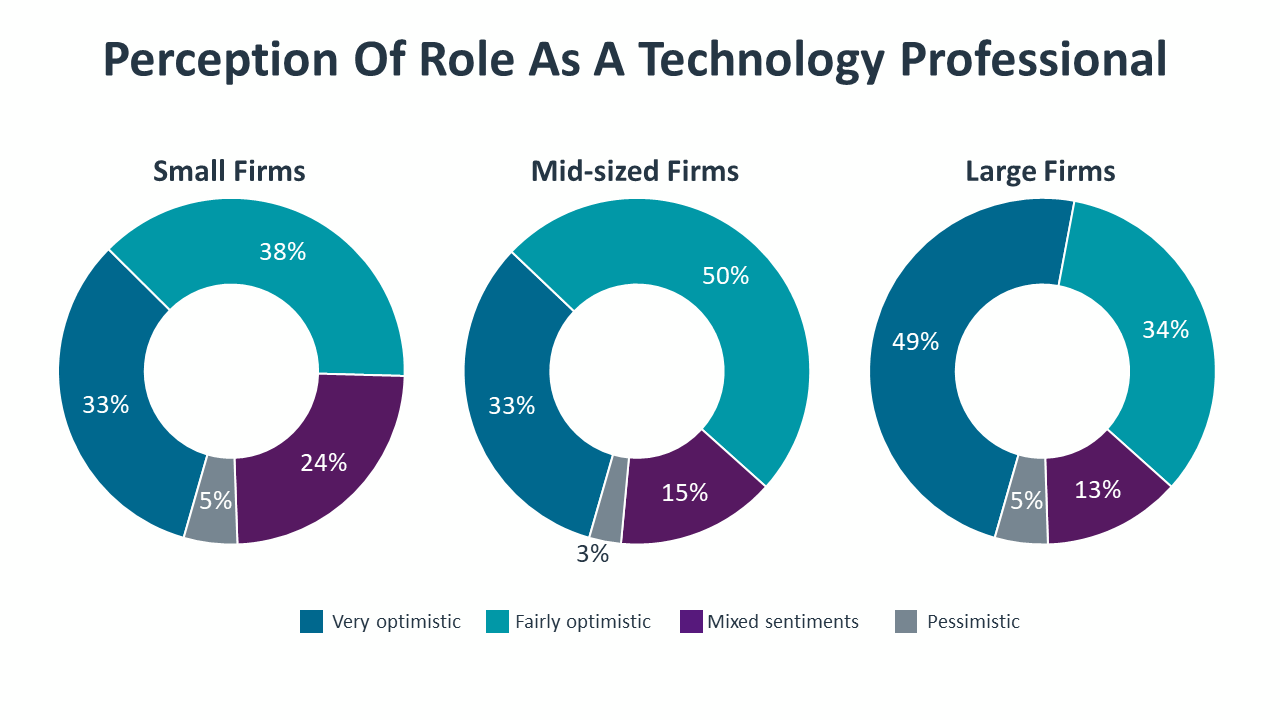 Perception Of Role As A Technology Professional
Small Firms
38%
33%
24%
5%
Mid-sized Firms
50%
33%
15%
3%
Large Firms
34%
49%
13%
5%
Very optimistic
Fairly optimistic
Mixed sentiments
Pessimistic